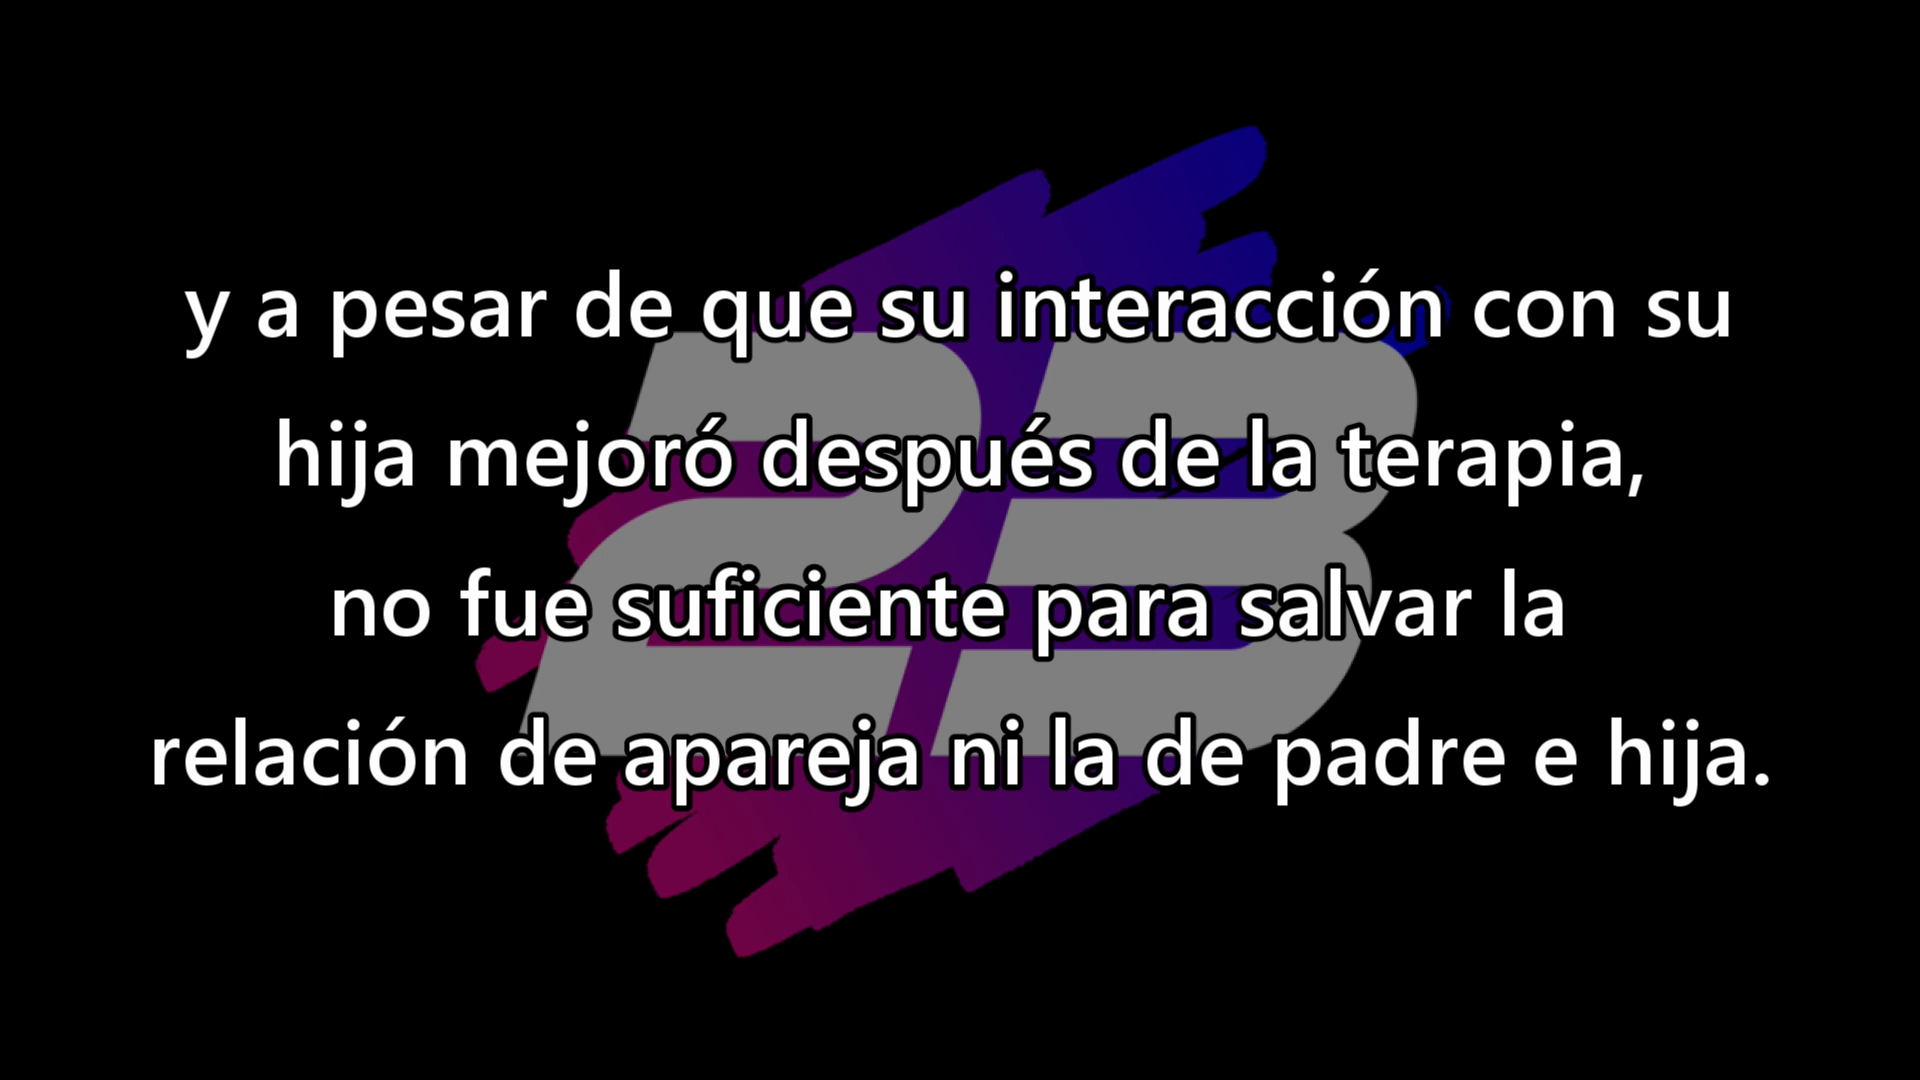 y a pesar de que su interacción con su
hija mejoró después de la terapia,
no fue suficiente para salvar la
relación de apareja ni la de padre e hija.